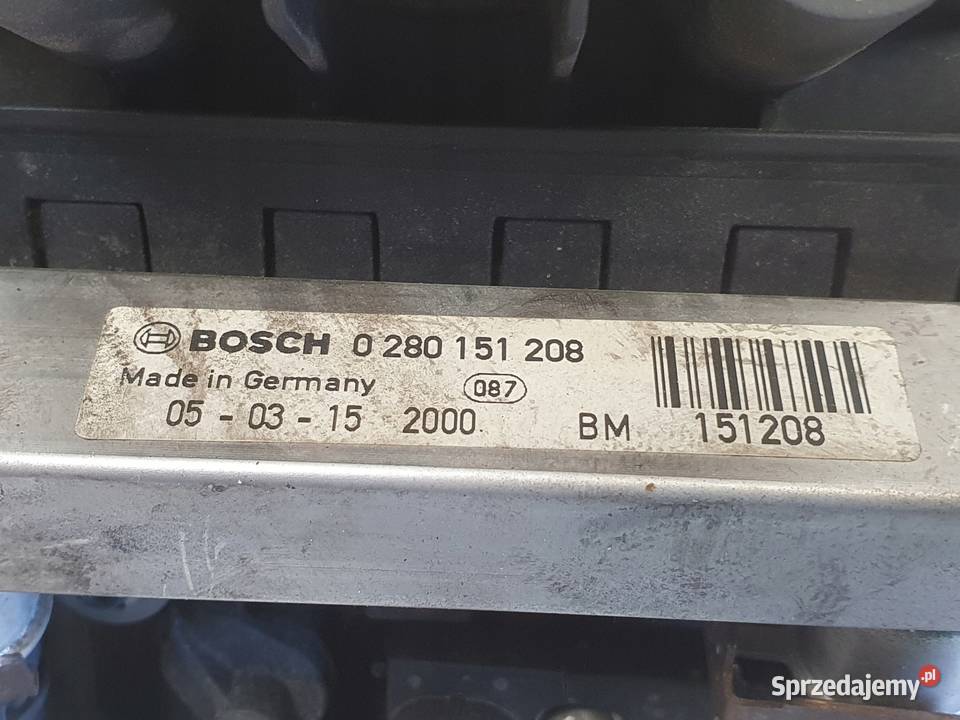 BOSCH 0 280 151 208
Made in Germany 087
05 - 03 - 15 2000 BM 151208
Sprzedajemy.pl